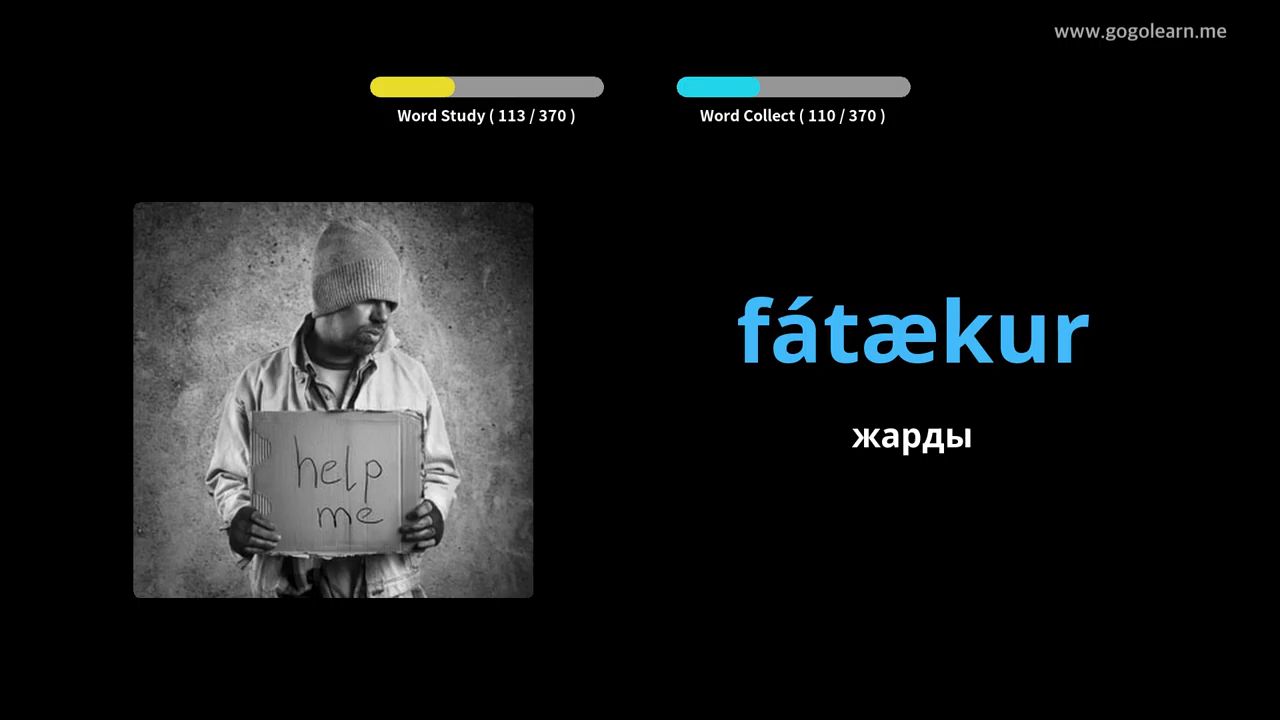 www.gogolearn.me
Word Study ( 113 / 370 )
Word Collect ( 110 / 370 )
help
me
fátækur
жарды